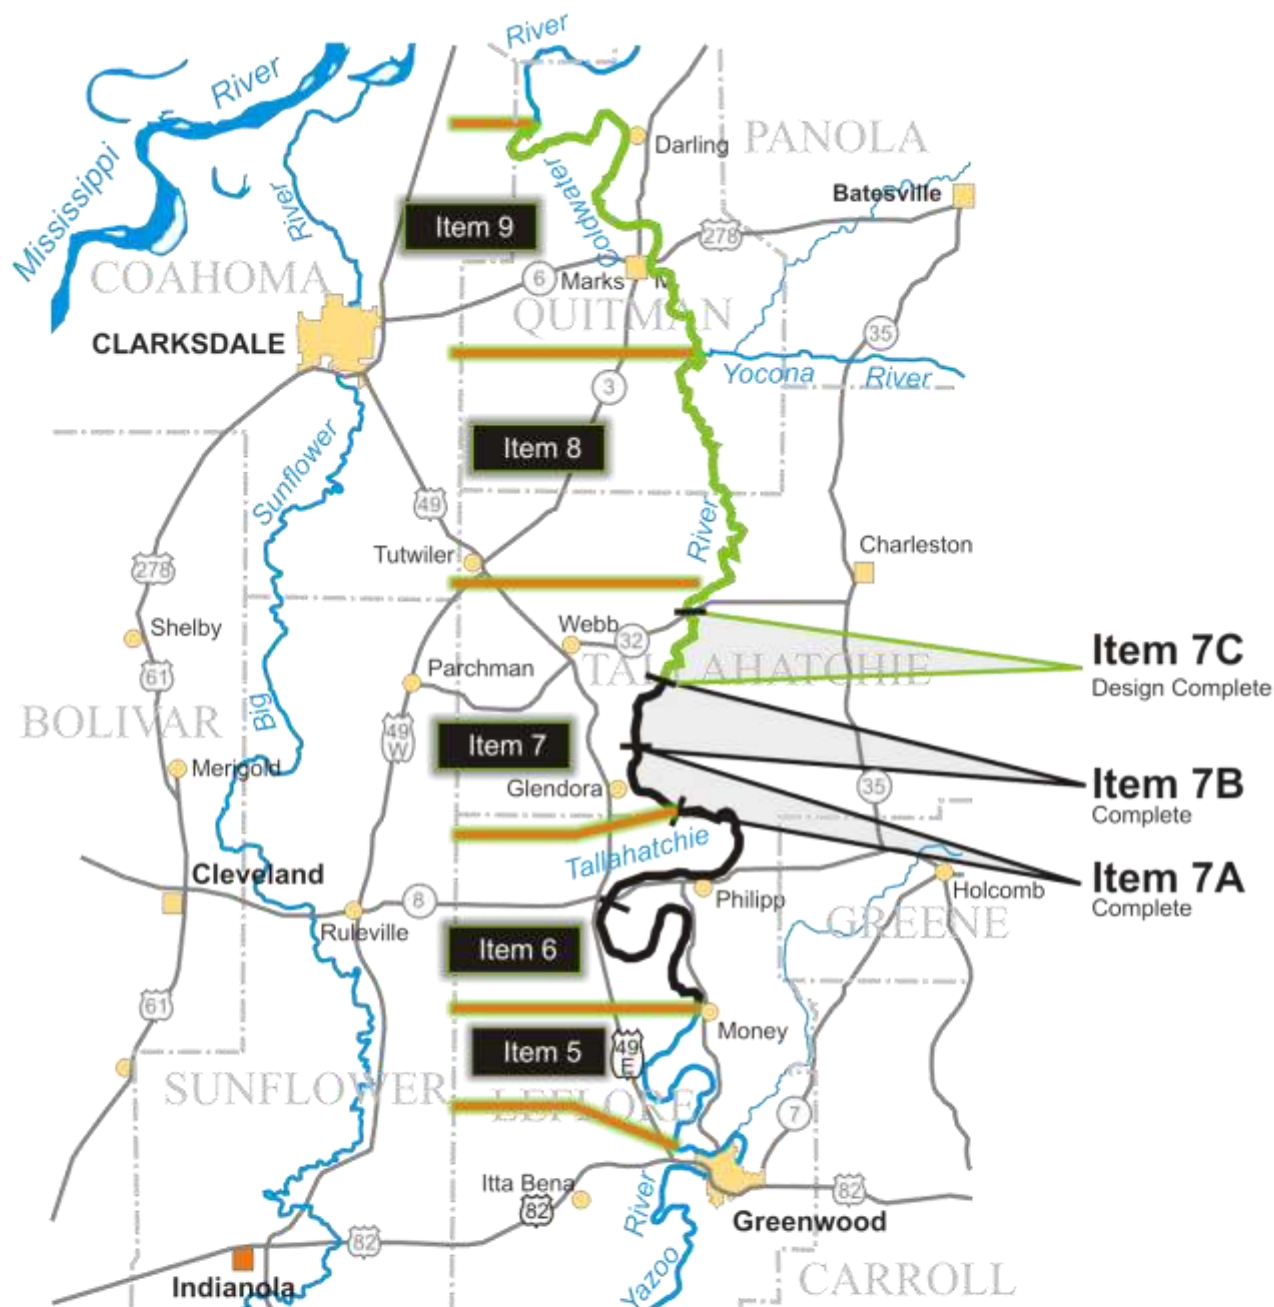 River
River
Mississippi
River
Coldwater
Darling
PANOLA
Batesville
Item 9
278
COAHOMA
6
Marks
M
QUITMAN
35
CLARKSDALE
Yocona
River
3
Item 8
Sunflower
49
River
Tutwiler
Charleston
278
Shelby
Webb
32
61
Parchman
TALLAHATCHIE
Item 7C
Design Complete
BOLIVAR
Big
49
W
Item 7
Merigold
Glendora
35
Item 7B
Complete
Tallahatchie
Cleveland
8
Philipp
Holcomb
Item 7A
Complete
Ruleville
GREENE
Item 6
61
Money
Item 5
49
E
SUNFLOWER
LEFLORE
7
Itta Bena
82
River
82
Greenwood
82
Indianola
Yazoo
CARROLL